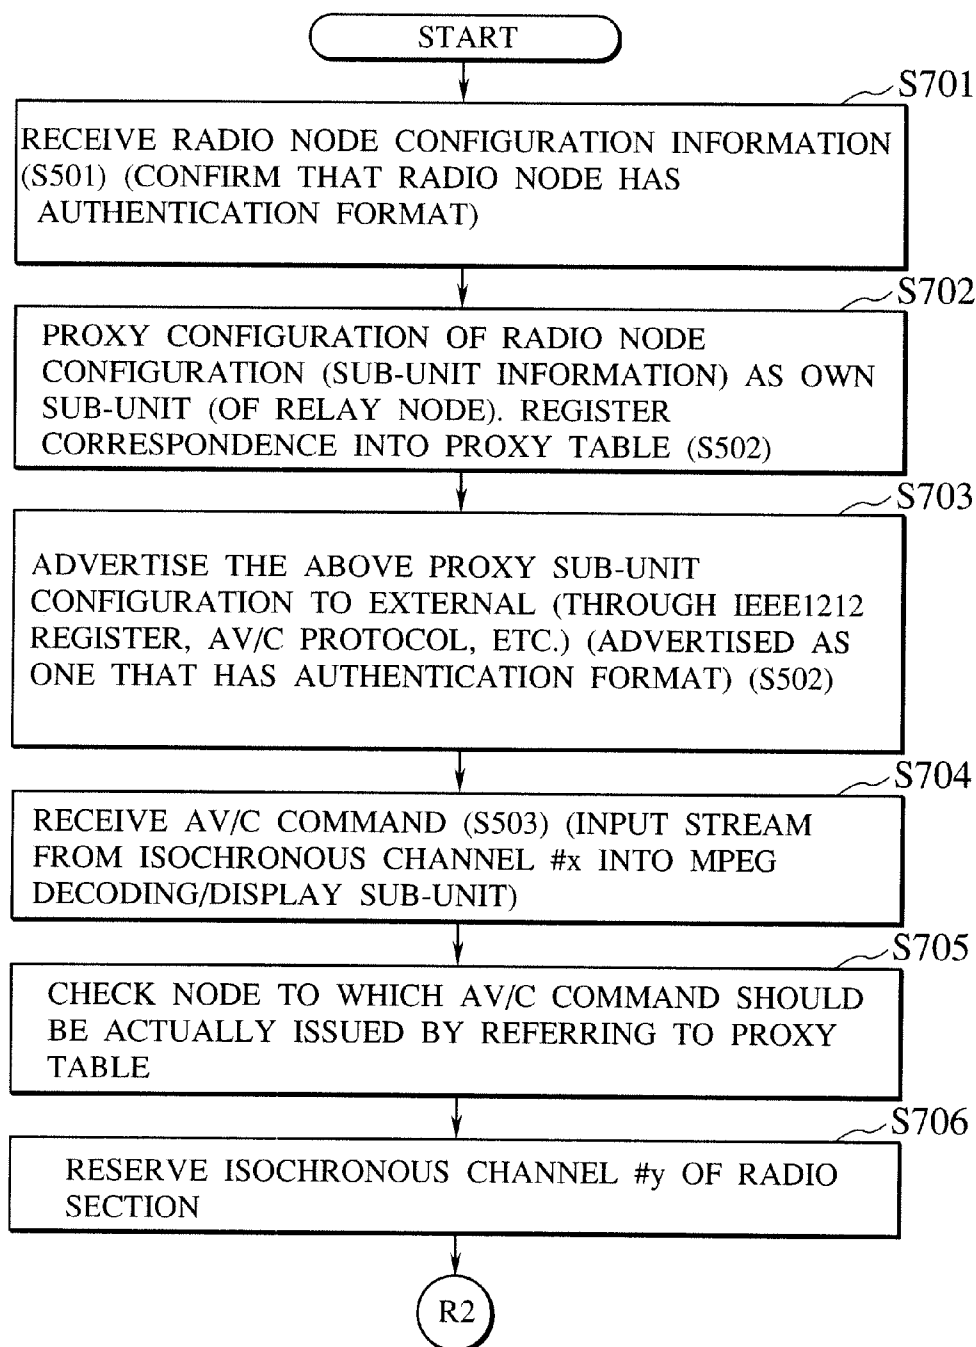 START
S701
RECEIVE RADIO NODE CONFIGURATION INFORMATION
(S501) (CONFIRM THAT RADIO NODE HAS
AUTHENTICATION FORMAT)
S702
PROXY CONFIGURATION OF RADIO NODE
CONFIGURATION (SUB-UNIT INFORMATION) AS OWN
SUB-UNIT (OF RELAY NODE). REGISTER
CORRESPONDENCE INTO PROXY TABLE (S502)
S703
ADVERTISE THE ABOVE PROXY SUB-UNIT
CONFIGURATION TO EXTERNAL (THROUGH IEEE1212
REGISTER, AV/C PROTOCOL, ETC.) (ADVERTISED AS
ONE THAT HAS AUTHENTICATION FORMAT) (S502)
S704
RECEIVE AV/C COMMAND (S503) (INPUT STREAM
FROM ISOCHRONOUS CHANNEL #x INTO MPEG
DECODING/DISPLAY SUB-UNIT)
S705
CHECK NODE TO WHICH AV/C COMMAND SHOULD
BE ACTUALLY ISSUED BY REFERRING TO PROXY
TABLE
S706
RESERVE ISOCHRONOUS CHANNEL #y OF RADIO
SECTION
R2